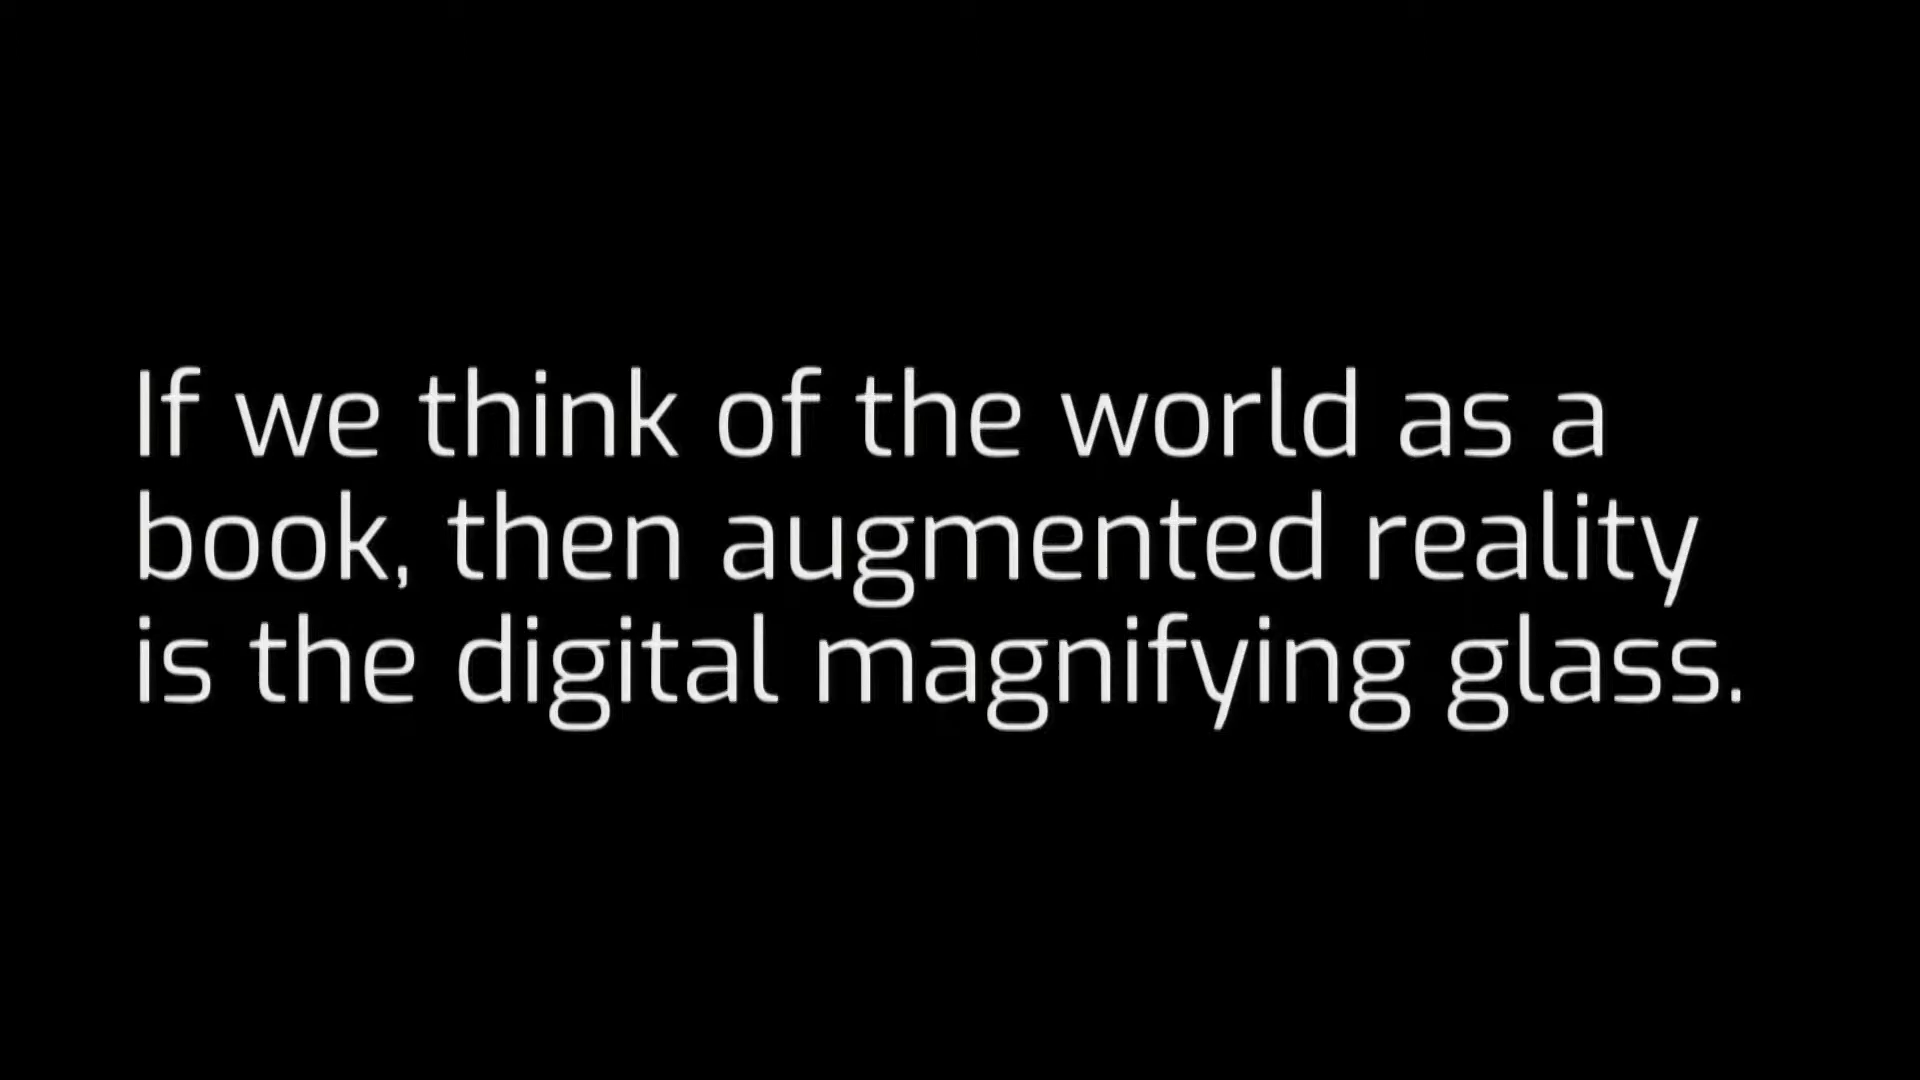 If we think of the world as a
book, then augmented reality
is the digital magnifying glass.